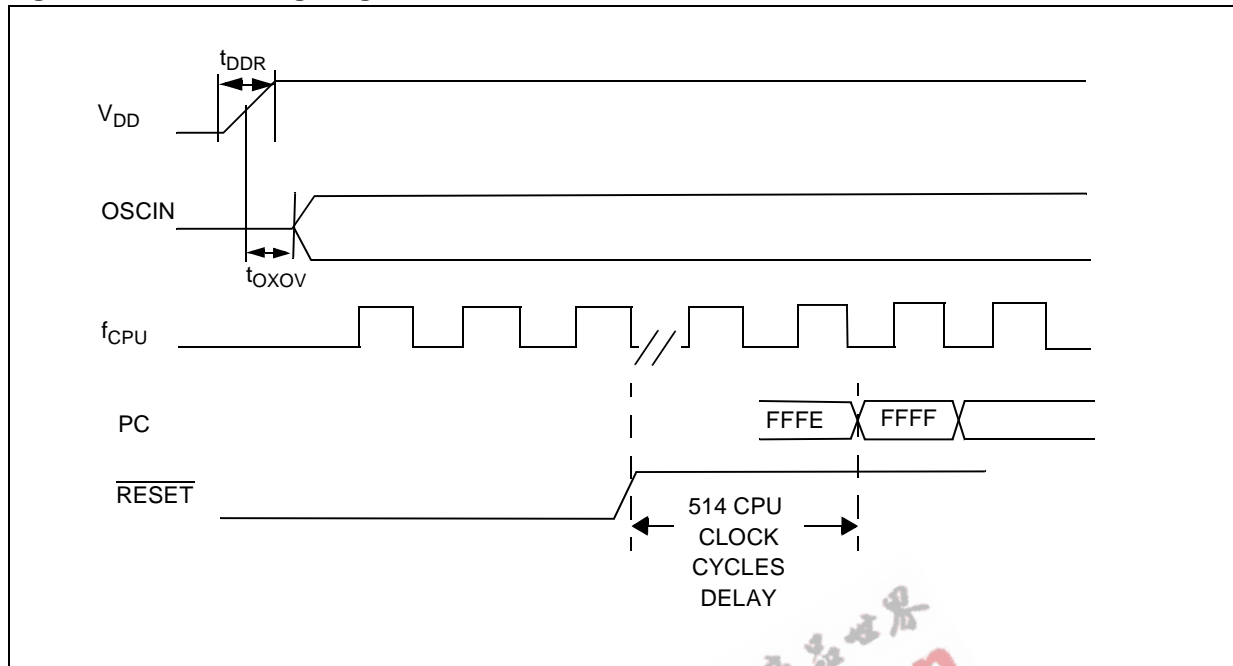 tDDR
VDD
OSCIN
tOXOV
fCPU
PC
FFFE
FFFF
RESET
514 CPU
CLOCK
CYCLES
DELAY